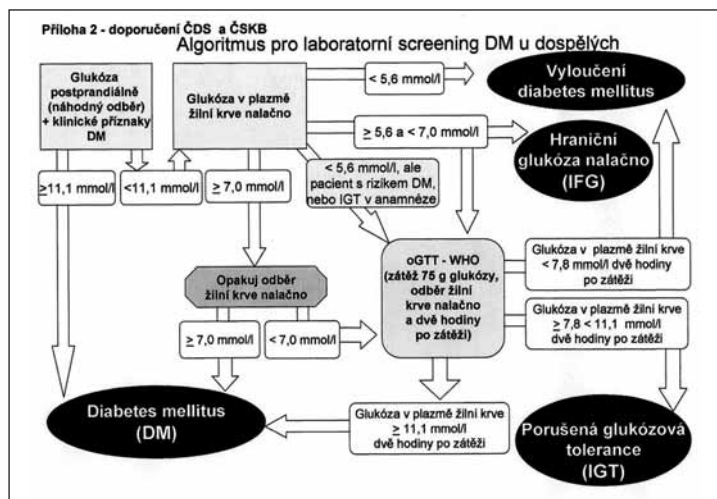 Příloha 2 - doporučení ČDS a ČSKB
Algoritmus pro laboratorní screening DM u dospělých
Glukóza
postprandiálně
(náhodný odběr)
+ klinické příznaky
DM
Glukóza v plazmě
žilní krve nalačno
< 5,6 mmol/l
Vyloučení
diabetes mellitus
≥ 5,6 a < 7,0 mmol/l
Hraniční
glukóza nalačno
(IFG)
≥11,1 mmol/l
<11,1 mmol/l
≥ 7,0 mmol/l
< 5,6 mmol/l, ale
pacient s rizikem DM,
nebo IGT v anamnéze
oGTT - WHO
(zátěž 75 g glukózy,
odběr žilní
krve nalačno
a dvě hodiny
po zátěži)
Glukóza v plazmě žilní krve
< 7,8 mmol/l dvě hodiny
po zátěži
Opakuj odběr
žilní krve nalačno
Glukóza v plazmě žilní krve
≥ 7,8 < 11,1 mmol/l
dvě hodiny po zátěži
≥ 7,0 mmol/l
< 7,0 mmol/l
Diabetes mellitus
(DM)
Glukóza v plazmě žilní krve
≥ 11,1 mmol/l
dvě hodiny po zátěži
Porušená glukózová
tolerance
(IGT)